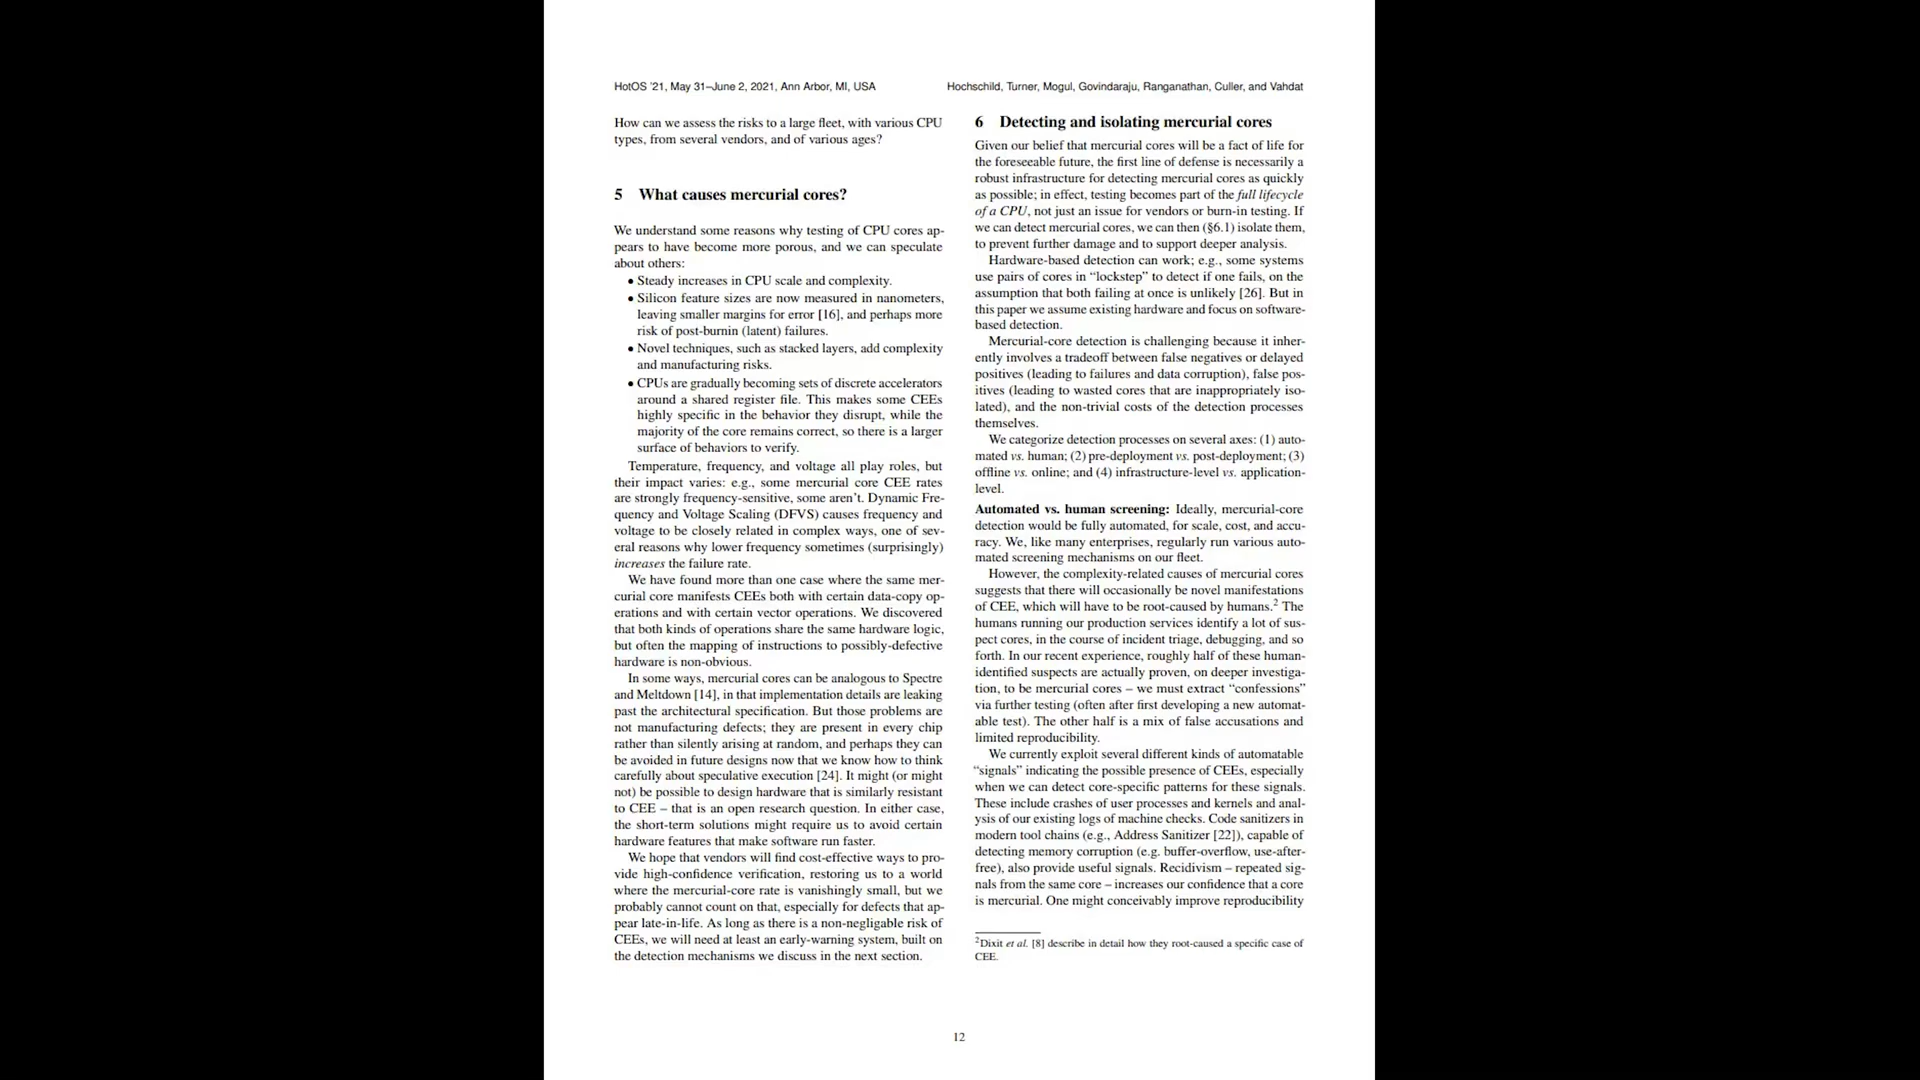 HotOS '21, May 31–June 2, 2021, Ann Arbor, MI, USA
Hochschild, Turner, Mogul, Govindaraju, Ranganathan, Culler, and Vahdat
How can we assess the risks to a large fleet, with various CPU
types, from several vendors, and of various ages?
5 What causes mercurial cores?
We understand some reasons why testing of CPU cores ap-
pears to have become more porous, and we can speculate
about others:
• Steady increases in CPU scale and complexity.
• Silicon feature sizes are now measured in nanometers,
leaving smaller margins for error [16], and perhaps more
risk of post-burnin (latent) failures.
• Novel techniques, such as stacked layers, add complexity
and manufacturing risks.
• CPUs are gradually becoming sets of discrete accelerators
around a shared register file. This makes some CEEs
highly specific in the behavior they disrupt, while the
majority of the core remains correct, so there is a larger
surface of behaviors to verify.
Temperature, frequency, and voltage all play roles, but
their impact varies: e.g., some mercurial core CEE rates
are strongly frequency-sensitive, some aren't. Dynamic Fre-
quency and Voltage Scaling (DFVS) causes frequency and
voltage to be closely related in complex ways, one of sev-
eral reasons why lower frequency sometimes (surprisingly)
increases the failure rate.
We have found more than one case where the same mer-
curial core manifests CEEs both with certain data-copy op-
erations and with certain vector operations. We discovered
that both kinds of operations share the same hardware logic,
but often the mapping of instructions to possibly-defective
hardware is non-obvious.
In some ways, mercurial cores can be analogous to Spectre
and Meltdown [14], in that implementation details are leaking
past the architectural specification. But those problems are
not manufacturing defects; they are present in every chip
rather than silently arising at random, and perhaps they can
be avoided in future designs now that we know how to think
carefully about speculative execution [24]. It might (or might
not) be possible to design hardware that is similarly resistant
to CEE – that is an open research question. In either case,
the short-term solutions might require us to avoid certain
hardware features that make software run faster.
We hope that vendors will find cost-effective ways to pro-
vide high-confidence verification, restoring us to a world
where the mercurial-core rate is vanishingly small, but we
probably cannot count on that, especially for defects that ap-
pear late-in-life. As long as there is a non-negligible risk of
CEEs, we will need at least an early-warning system, built on
the detection mechanisms we discuss in the next section.
6 Detecting and isolating mercurial cores
Given our belief that mercurial cores will be a fact of life for
the foreseeable future, the first line of defense is necessarily a
robust infrastructure for detecting mercurial cores as quickly
as possible; in effect, testing becomes part of the full lifecycle
of a CPU, not just an issue for vendors or burn-in testing. If
we can detect mercurial cores, we can then (§6.1) isolate them,
to prevent further damage and to support deeper analysis.
Hardware-based detection can work; e.g., some systems
use pairs of cores in “lockstep” to detect if one fails, on the
assumption that both failing at once is unlikely [26]. But in
this paper we assume existing hardware and focus on software-
based detection.
Mercurial-core detection is challenging because it inher-
ently involves a tradeoff between false negatives or delayed
positives (leading to failures and data corruption), false pos-
itives (leading to wasted cores that are inappropriately iso-
lated), and the non-trivial costs of the detection processes
themselves.
We categorize detection processes on several axes: (1) auto-
mated vs. human; (2) pre-deployment vs. post-deployment; (3)
offline vs. online; and (4) infrastructure-level vs. application-
level.
Automated vs. human screening: Ideally, mercurial-core
detection would be fully automated, for scale, cost, and accu-
racy. We, like many enterprises, regularly run various auto-
mated screening mechanisms on our fleet.
However, the complexity-related causes of mercurial cores
suggests that there will occasionally be novel manifestations
of CEE, which will have to be root-caused by humans.2 The
humans running our production services identify a lot of sus-
pect cores, in the course of incident triage, debugging, and so
forth. In our recent experience, roughly half of these human-
identified suspects are actually proven, on deeper investiga-
tion, to be mercurial cores – we must extract “confessions”
via further testing (often after first developing a new automat-
able test). The other half is a mix of false accusations and
limited reproducibility.
We currently exploit several different kinds of automatable
“signals” indicating the possible presence of CEEs, especially
when we can detect core-specific patterns for these signals.
These include crashes of user processes and kernels and anal-
ysis of our existing logs of machine checks. Code sanitizers in
modern tool chains (e.g., Address Sanitizer [22]), capable of
detecting memory corruption (e.g. buffer-overflow, use-after-
free), also provide useful signals. Recidivism – repeated sig-
nals from the same core – increases our confidence that a core
is mercurial. One might conceivably improve reproducibility
2Dixit et al. [8] describe in detail how they root-caused a specific case of
CEE.
12